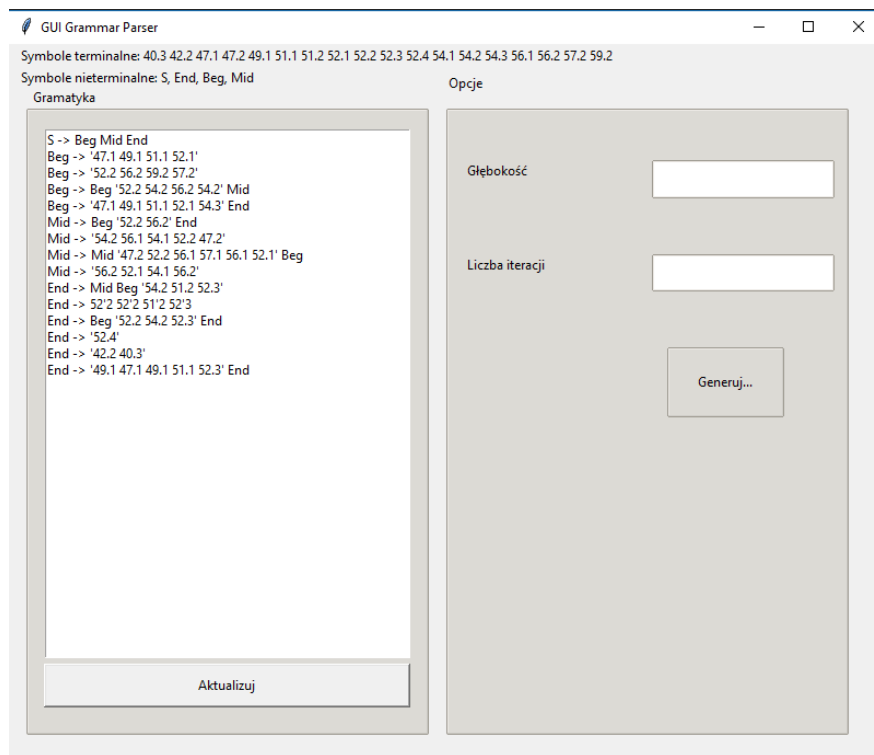 GUI Grammar Parser
Symbole terminalne: 40.3 42.2 47.1 47.2 49.1 51.1 51.2 52.1 52.2 52.3 52.4 54.1 54.2 54.3 56.1 56.2 57.2 59.2
Symbole nieterminalne: S, End, Beg, Mid
Gramatyka
S -> Beg Mid End
Beg -> '47.1 49.1 51.1 52.1'
Beg -> '52.2 56.2 59.2 57.2'
Beg -> Beg '52.2 54.2 56.2 54.2' Mid
Beg -> '47.1 49.1 51.1 52.1 54.3' End
Mid -> Beg '52.2 56.2' End
Mid -> '54.2 56.1 54.1 52.2 47.2'
Mid -> Mid '47.2 52.2 56.1 57.1 56.1 52.1' Beg
Mid -> '56.2 52.1 54.1 56.2'
End -> Mid Beg '54.2 51.2 52.3'
End -> 52'2 52'2 51'2 52'3
End -> Beg '52.2 54.2 52.3' End
End -> '52.4'
End -> '42.2 40.3'
End -> '49.1 47.1 49.1 51.1 52.3' End
Aktualizuj
Opcje
Głębokość
Liczba iteracji
Generuj...